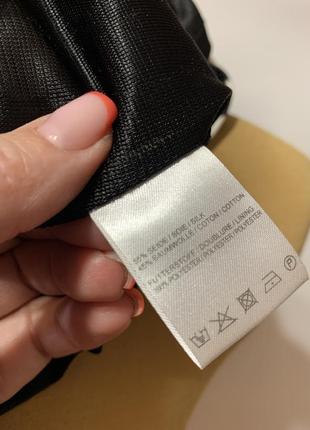 55% SEIDE / SOIE / SILK
45% BAUMWOLLE / COTON / COTTON
FUTTERSTOFF / DOUBLURE / LINING
100% POLYESTER / POLYESTER / POLYESTER
P